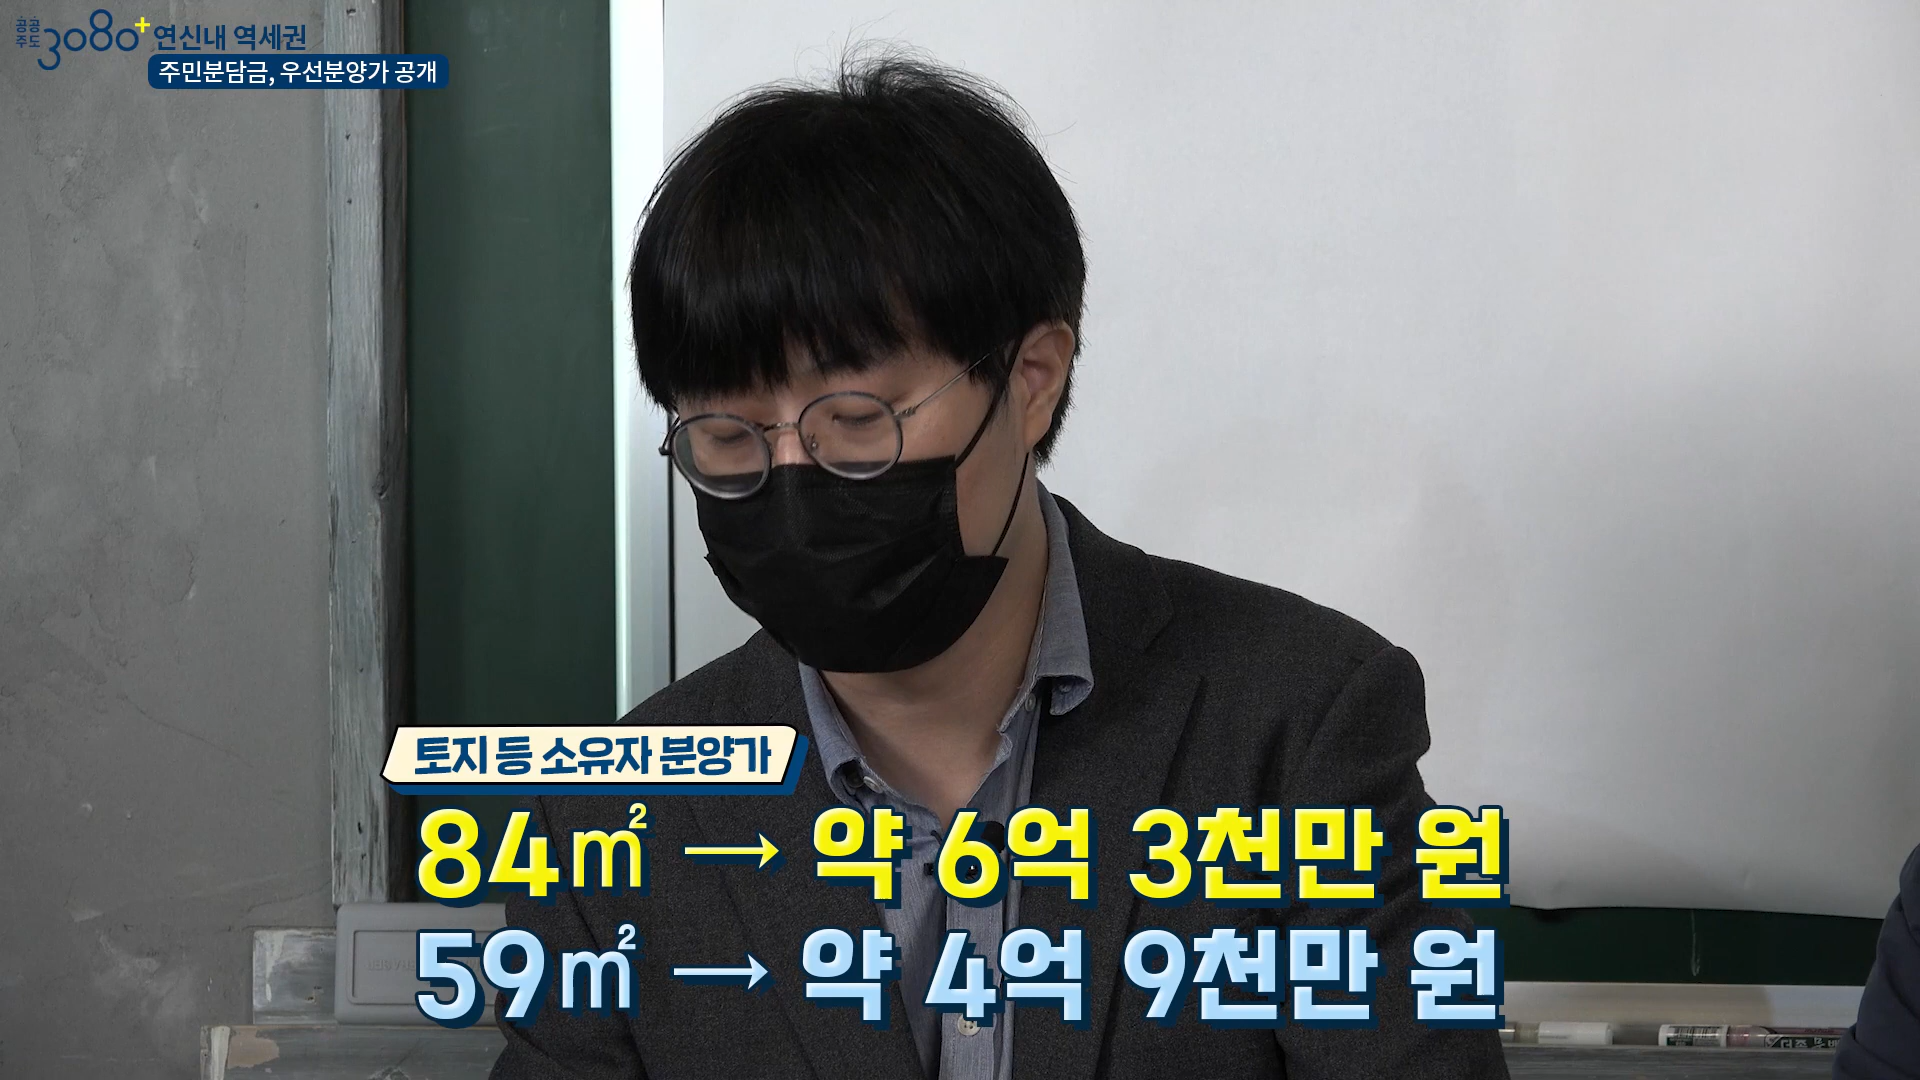 공공주도 3080+ 연신내 역세권
주민분담금, 우선분양가 공개
토지 등 소유자 분양가
84㎡ → 약 6억 3천만 원
59㎡ → 약 4억 9천만 원